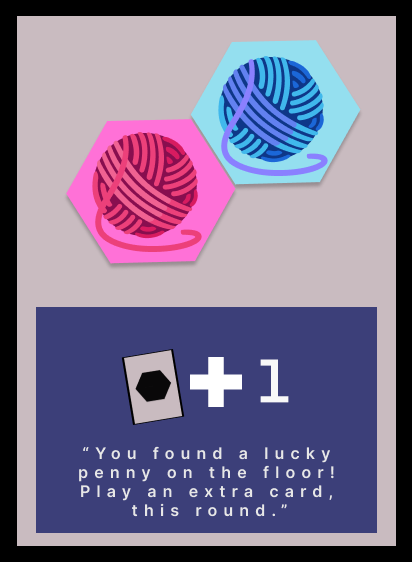 +1
“You found a lucky
penny on the floor!
Play an extra card,
this round.”